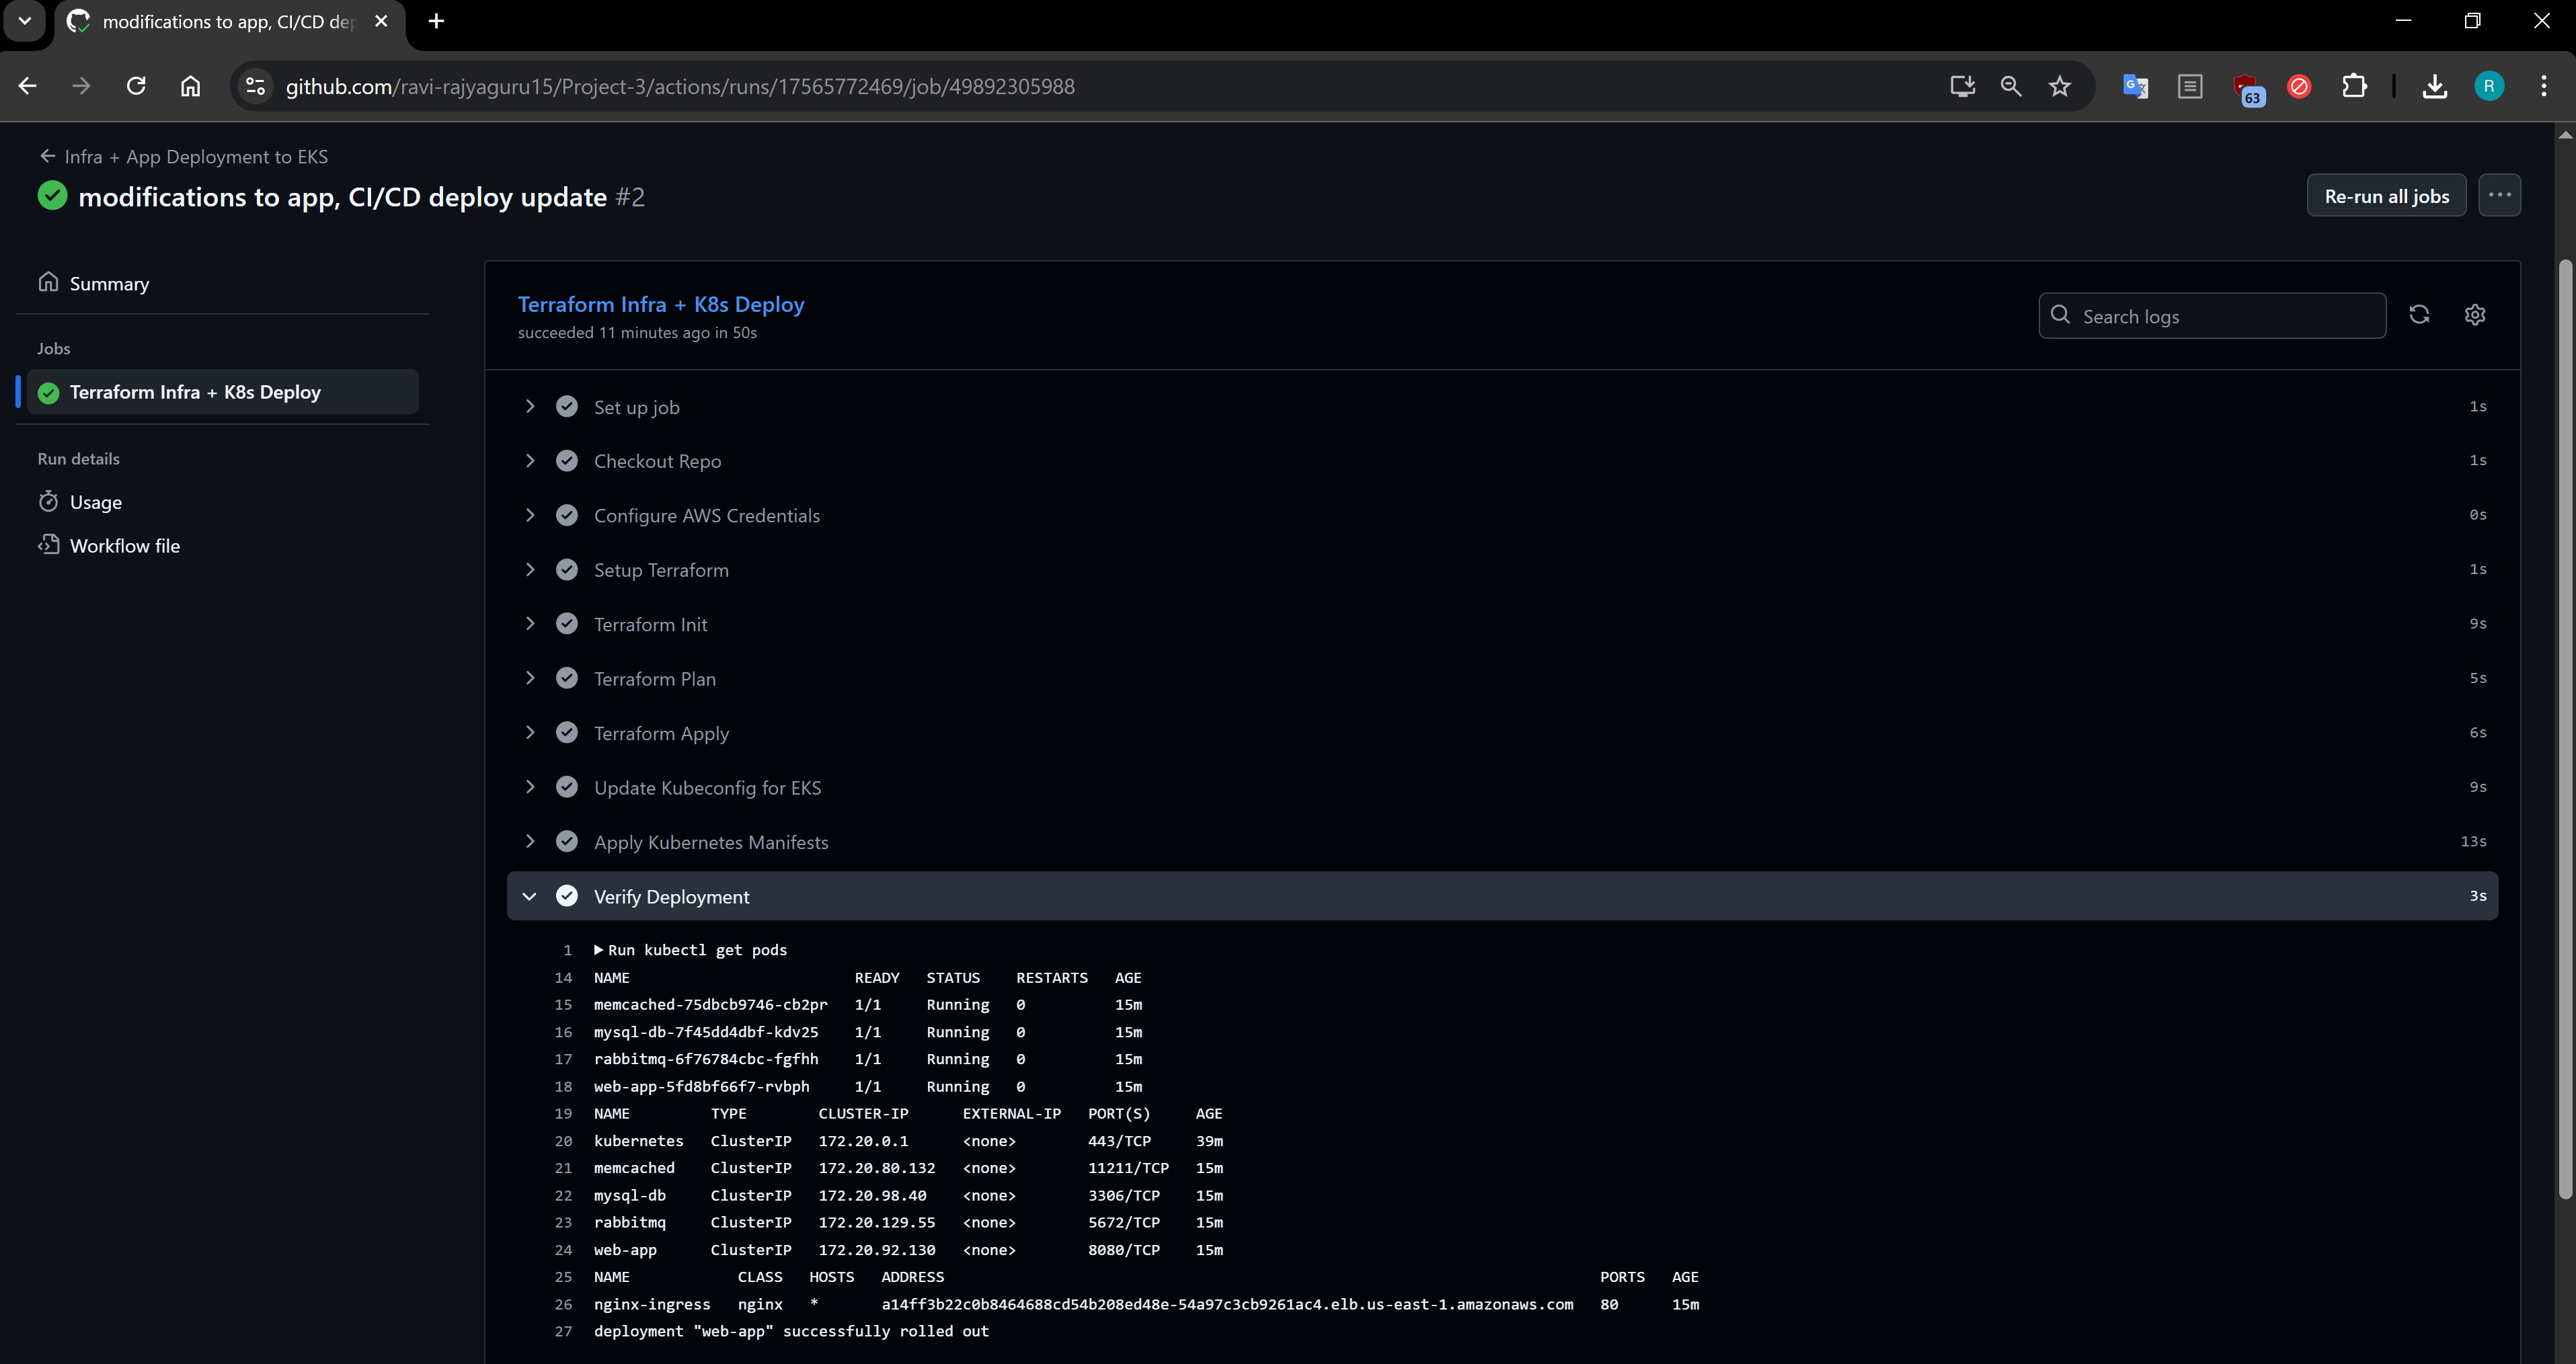 modifications to app, CI/CD de
github.com/ravi-rajyaguru15/Project-3/actions/runs/17565772469/job/49892305988
63
R
Infra + App Deployment to EKS
modifications to app, CI/CD deploy update #2
Re-run all jobs
Summary
Jobs
Terraform Infra + K8s Deploy
Run details
Usage
Workflow file
Terraform Infra + K8s Deploy
succeeded 11 minutes ago in 50s
Search logs
Set up job 1s
Checkout Repo 1s
Configure AWS Credentials 0s
Setup Terraform 1s
Terraform Init 9s
Terraform Plan 5s
Terraform Apply 6s
Update Kubeconfig for EKS 9s
Apply Kubernetes Manifests 13s
Verify Deployment 3s
1 Run kubectl get pods
14 NAME READY STATUS RESTARTS AGE
15 memcached-75dbcb9746-cb2pr 1/1 Running 0 15m
16 mysql-db-7f45dd4dbf-kdv25 1/1 Running 0 15m
17 rabbitmq-6f76784cbc-fgfhh 1/1 Running 0 15m
18 web-app-5fd8bf66f7-rvbph 1/1 Running 0 15m
19 NAME TYPE CLUSTER-IP EXTERNAL-IP PORT(S) AGE
20 kubernetes ClusterIP 172.20.0.1 <none> 443/TCP 39m
21 memcached ClusterIP 172.20.80.132 <none> 11211/TCP 15m
22 mysql-db ClusterIP 172.20.98.40 <none> 3306/TCP 15m
23 rabbitmq ClusterIP 172.20.129.55 <none> 5672/TCP 15m
24 web-app ClusterIP 172.20.92.130 <none> 8080/TCP 15m
25 NAME CLASS HOSTS ADDRESS PORTS AGE
26 nginx-ingress nginx * a14ff3b22c0b8464688cd54b208ed48e-54a97c3cb9261ac4.elb.us-east-1.amazonaws.com 80 15m
27 deployment "web-app" successfully rolled out